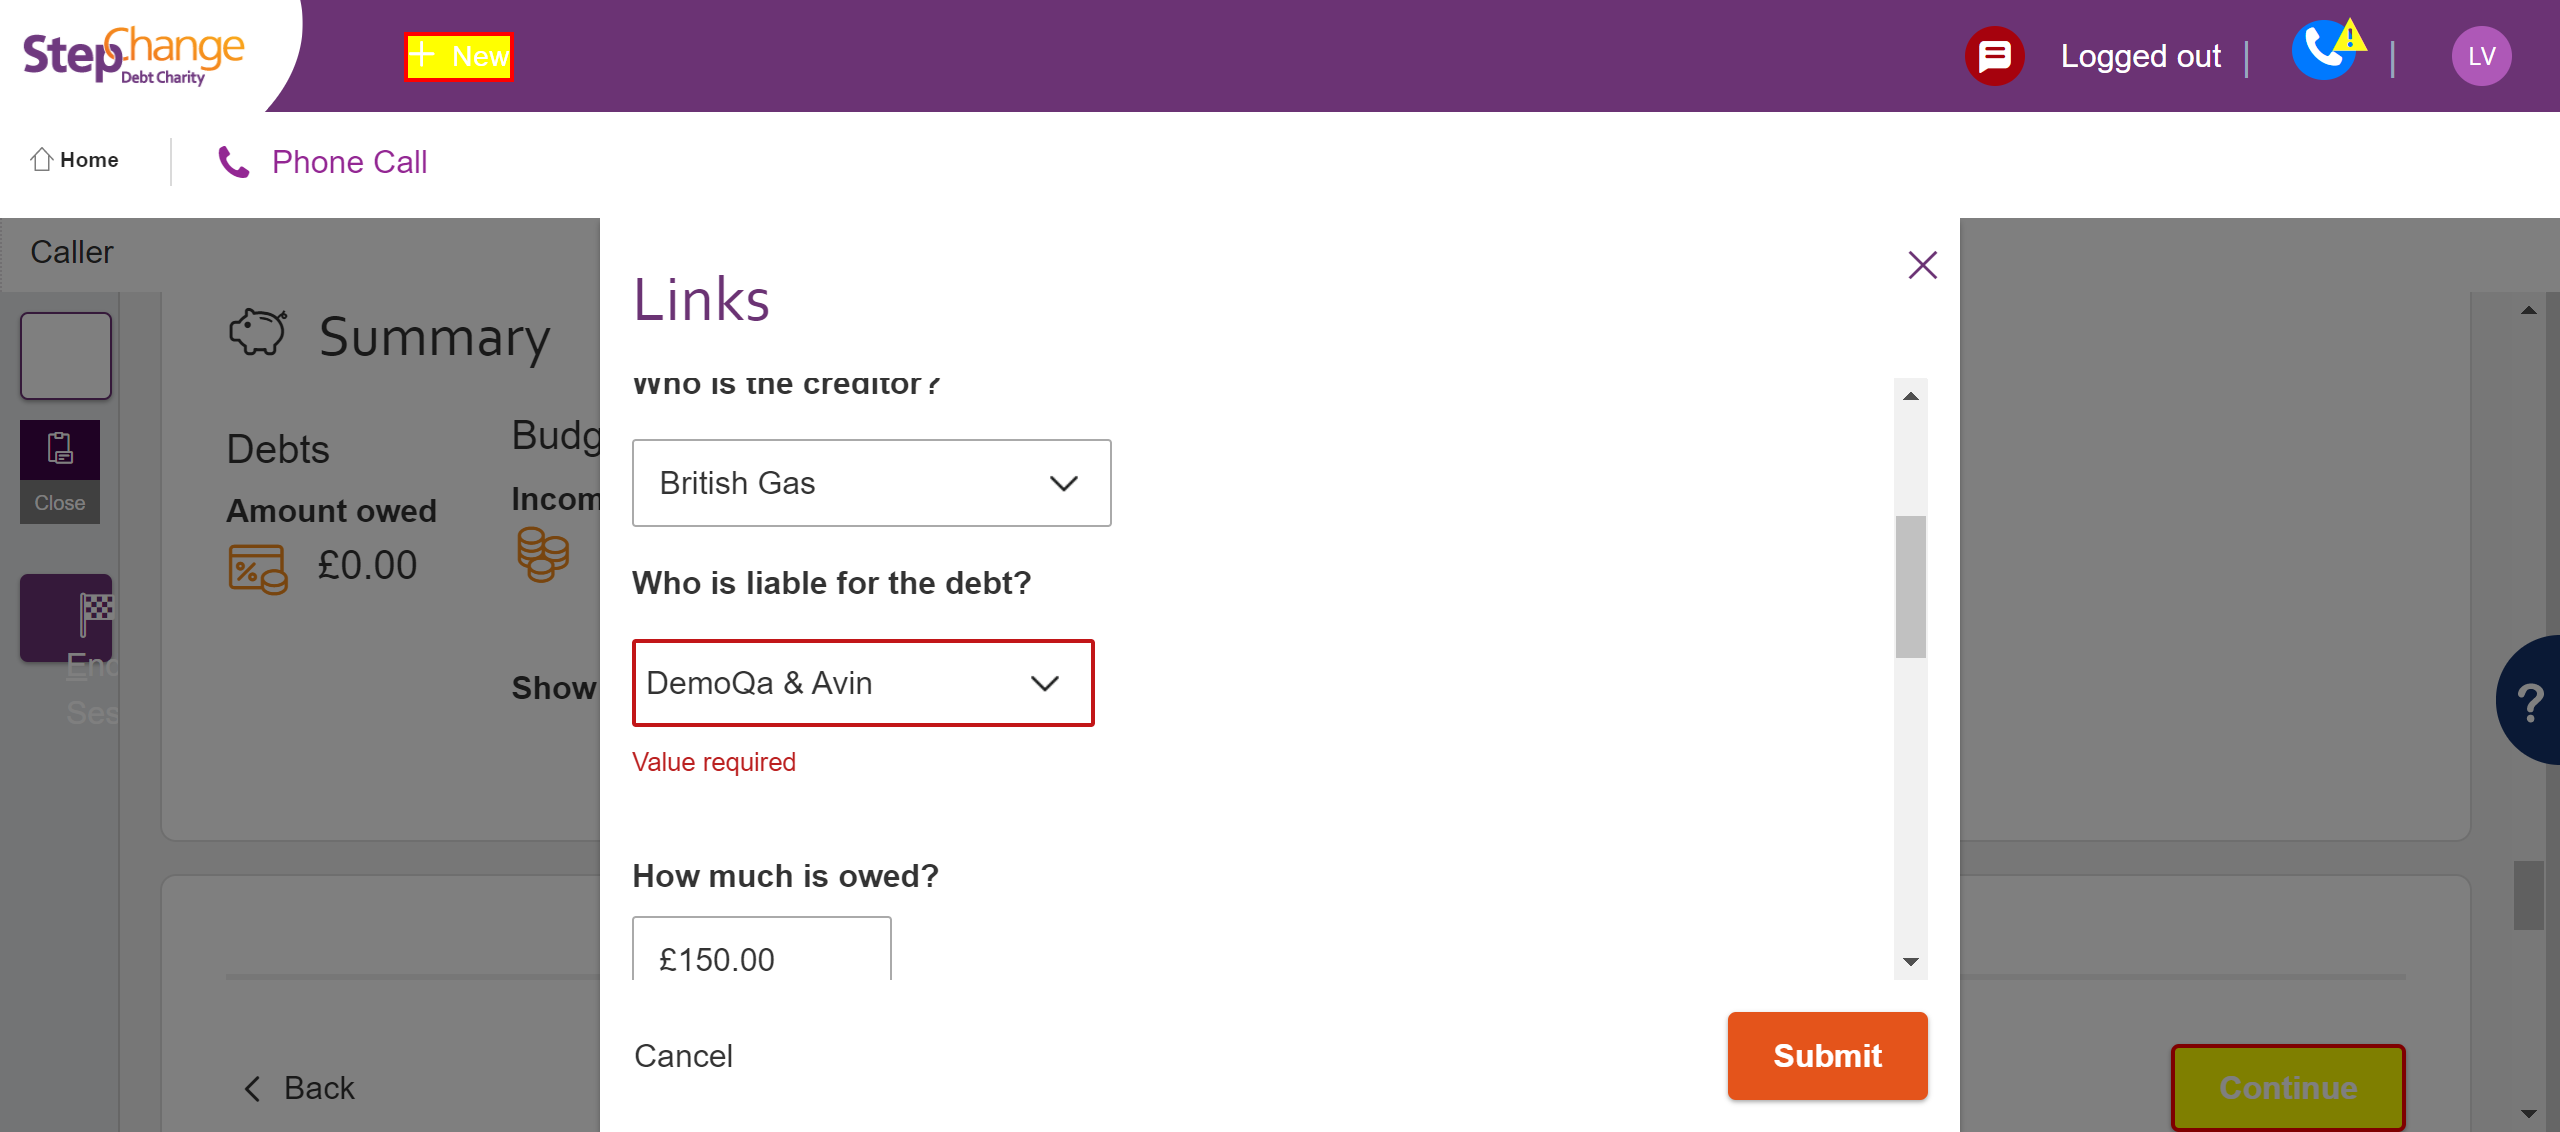 StepChange
Debt Charity
+ New
Logged out
LV
Home
Phone Call
Caller
Close
End
Ses
Summary
Debts
Amount owed
£0.00
Budg
Incom
Show
Links
Who is the creditor?
British Gas
Who is liable for the debt?
DemoQa & Avin
Value required
How much is owed?
£150.00
Cancel
Submit
?
Back
Continue